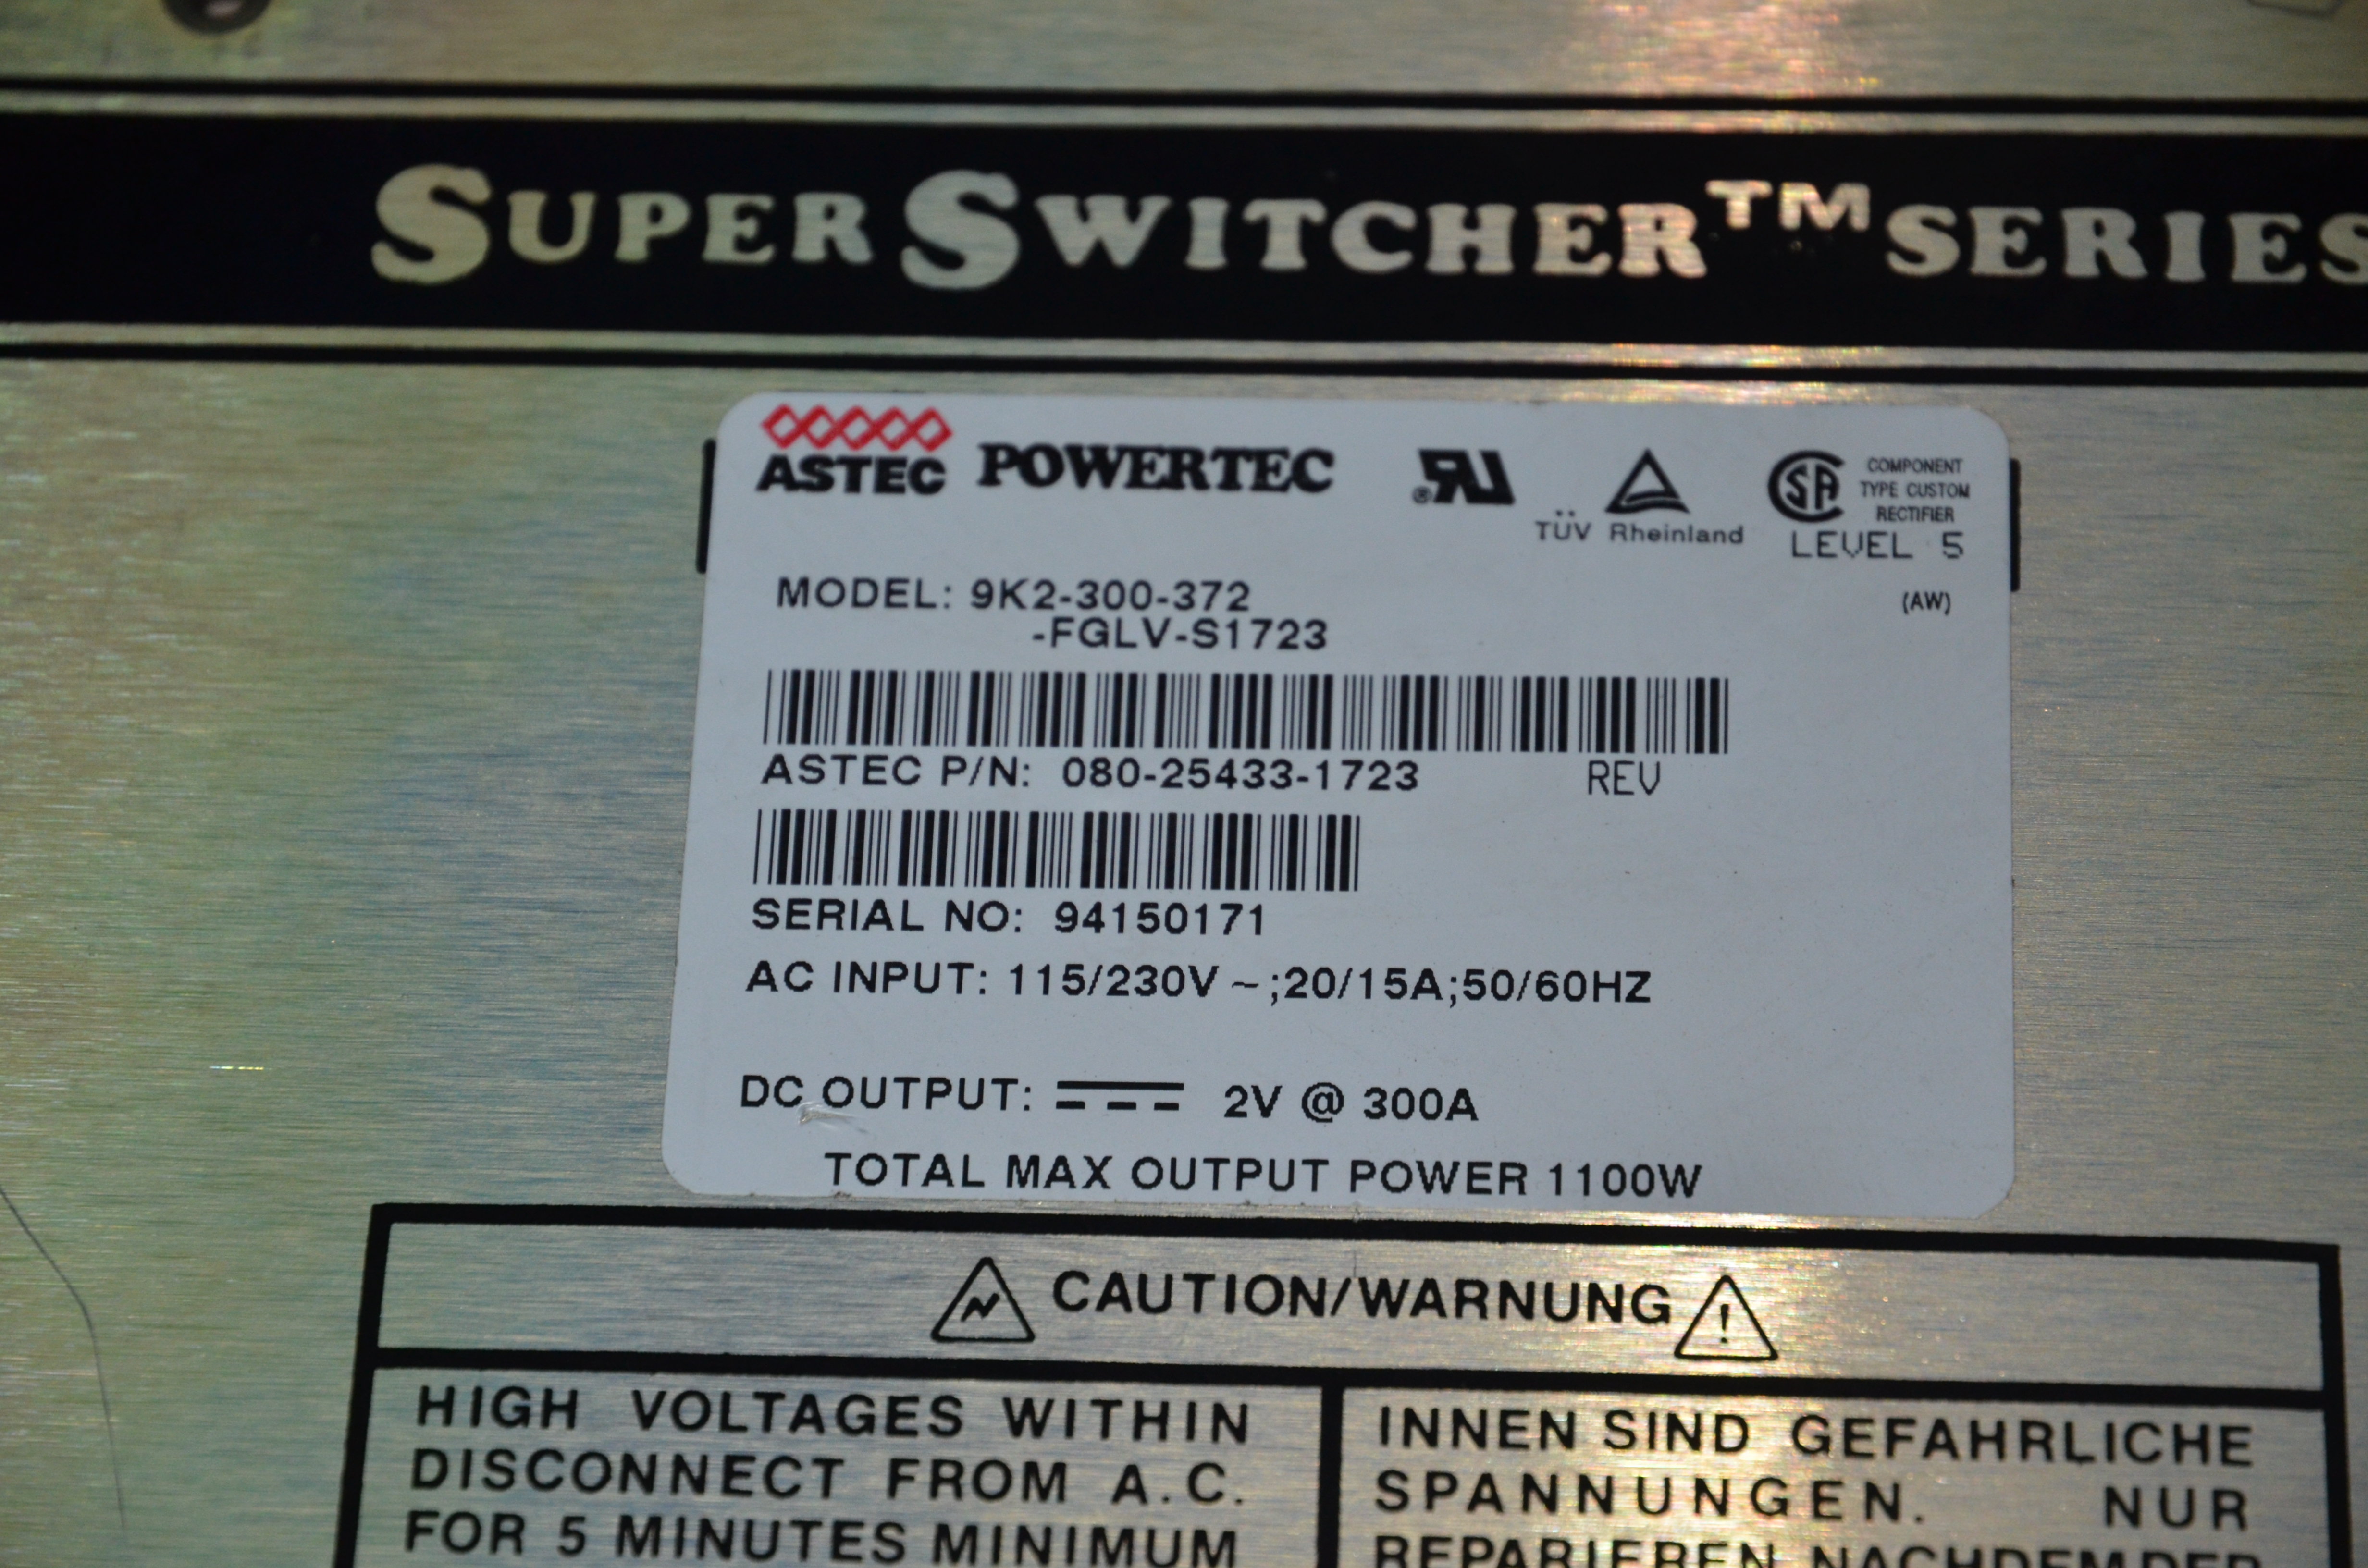 SUPER SWITCHER™ SERIES
ASTEC POWERTEC
COMPONENT
TYPE CUSTOM
RECTIFIER
TÜV Rheinland
LEVEL 5
MODEL: 9K2-300-372
(AW)
-FGLV-S1723
ASTEC P/N: 080-25433-1723 REV
SERIAL NO: 94150171
AC INPUT: 115/230V ~;20/15A;50/60HZ
DC OUTPUT: 2V @ 300A
TOTAL MAX OUTPUT POWER 1100W
CAUTION/WARNUNG
HIGH VOLTAGES WITHIN
DISCONNECT FROM A.C.
FOR 5 MINUTES MINIMUM
INNEN SIND GEFAHRLICHE
SPANNUNGEN. NUR
REPARIEREN NACHDEM DER